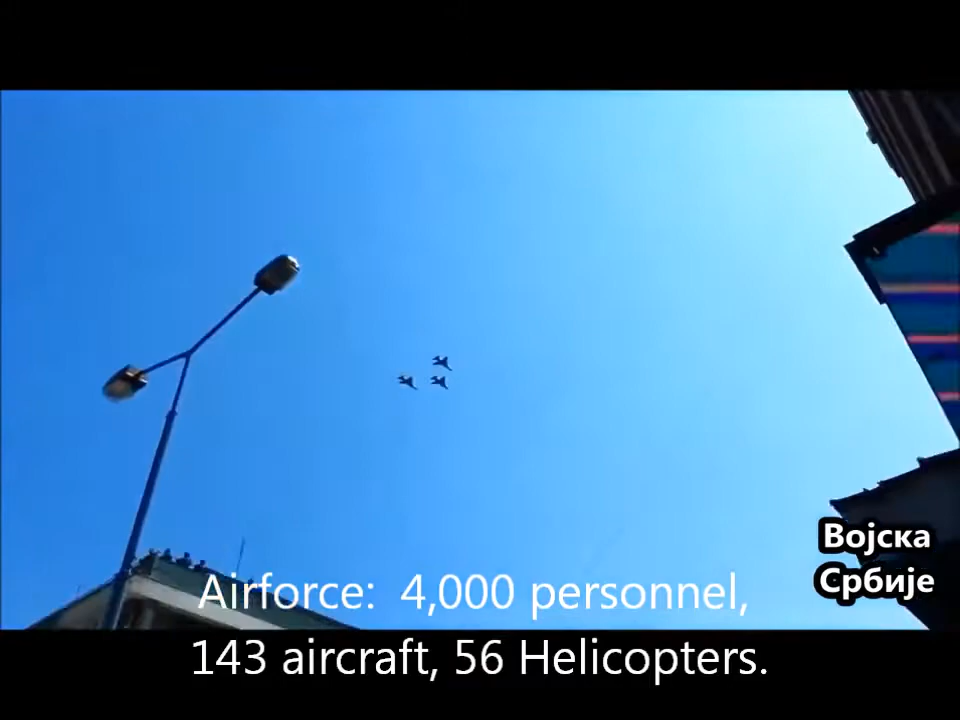 Војска
Србије
Airforce:  4,000 personnel,
143 aircraft, 56 Helicopters.